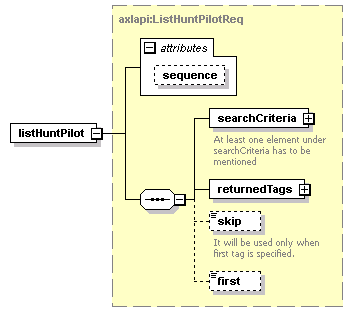 axlapi:ListHuntPilotReq
attributes
sequence
listHuntPilot
searchCriteria
At least one element under
searchCriteria has to be
mentioned
returnedTags
skip
It will be used only when
first tag is specified.
first